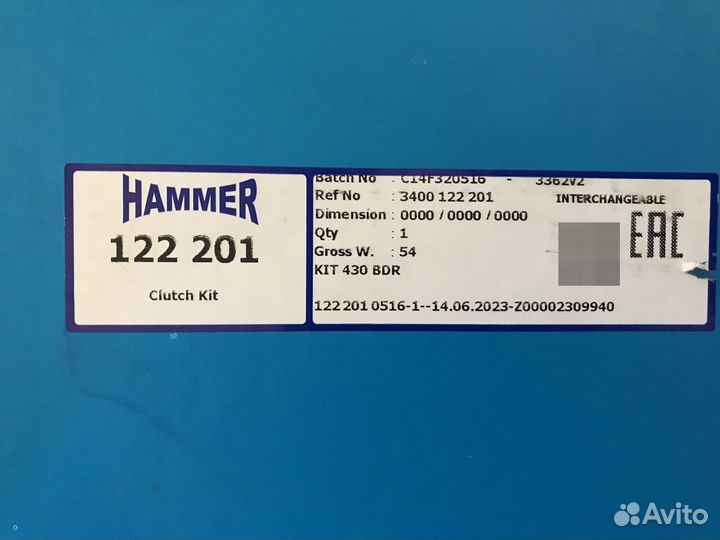 HAMMER
122 201
Clutch Kit
Batch No : C14F320516 - 3362V2
Ref No : 3400 122 201 INTERCHANGEABLE
Dimension : 0000 / 0000 / 0000
Qty : 1
Gross W. : 54
KIT 430 BDR
EAC
122 201 0516-1--14.06.2023-Z00002309940
Avito